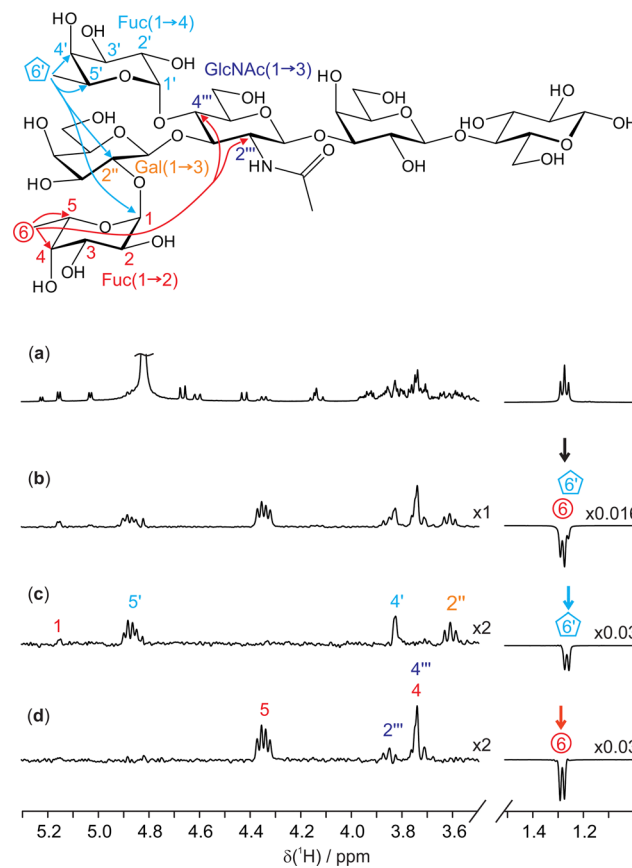 Fuc(1→4)
HO
OH
4'
3'
2'
OH
6'
5'
O
1'
GlcNAc(1→3)
OH
O
4'''
OH
HO
OH
OH
OH
HO
O
O
O
O
OH
HO
O
O
O
HO
O
HO
2''
Gal(1→3)
2'''
NH
O
OH
OH
O
5
O
1
6
4
3
2
OH
HO
OH
Fuc(1→2)
(a)
(b)
6'
6
x1
x0.016
(c)
1
5'
4'
2''
x2
6'
x0.03
(d)
5
2'''
4'''
4
x2
6
x0.03
5.2 5.0 4.8 4.6 4.4 4.2 4.0 3.8 3.6 1.4 1.2
δ(¹H) / ppm